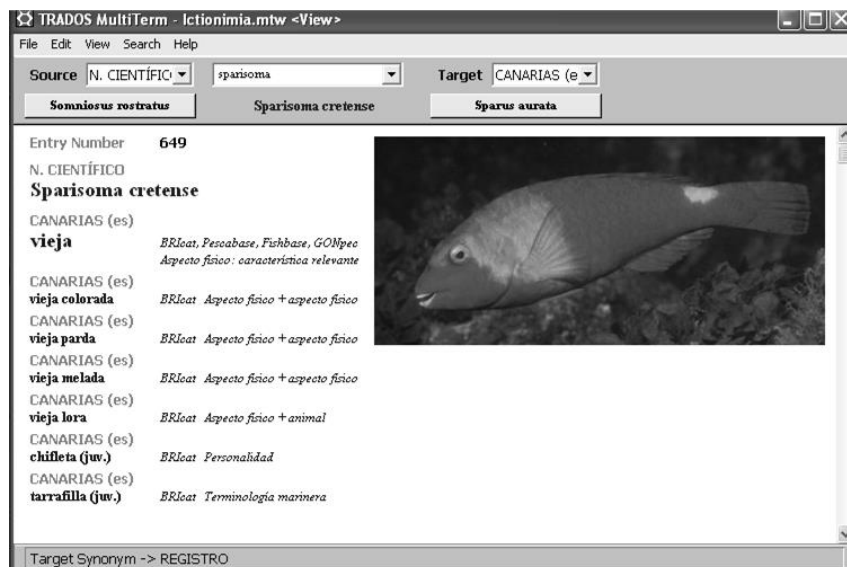 TRADOS MultiTerm - Ictionimia.mtw <View>
File Edit View Search Help
Source N. CIENTÍFIC sparisoma Target CANARIAS (e
Somniosus rostratus Sparisoma cretense Sparus aurata
Entry Number 649
N. CIENTÍFICO
Sparisoma cretense
CANARIAS (es)
vieja BRIcat, Pescabase, Fishbase, GONpec
Aspecto físico: característica relevante
CANARIAS (es)
vieja colorada BRIcat Aspecto físico + aspecto físico
CANARIAS (es)
vieja parda BRIcat Aspecto físico + aspecto físico
CANARIAS (es)
vieja melada BRIcat Aspecto físico + aspecto físico
CANARIAS (es)
vieja lora BRIcat Aspecto físico + animal
CANARIAS (es)
chifleta (juv.) BRIcat Personalidad
CANARIAS (es)
tarrafilla (juv.) BRIcat Terminología marinera
Target Synonym -> REGISTRO